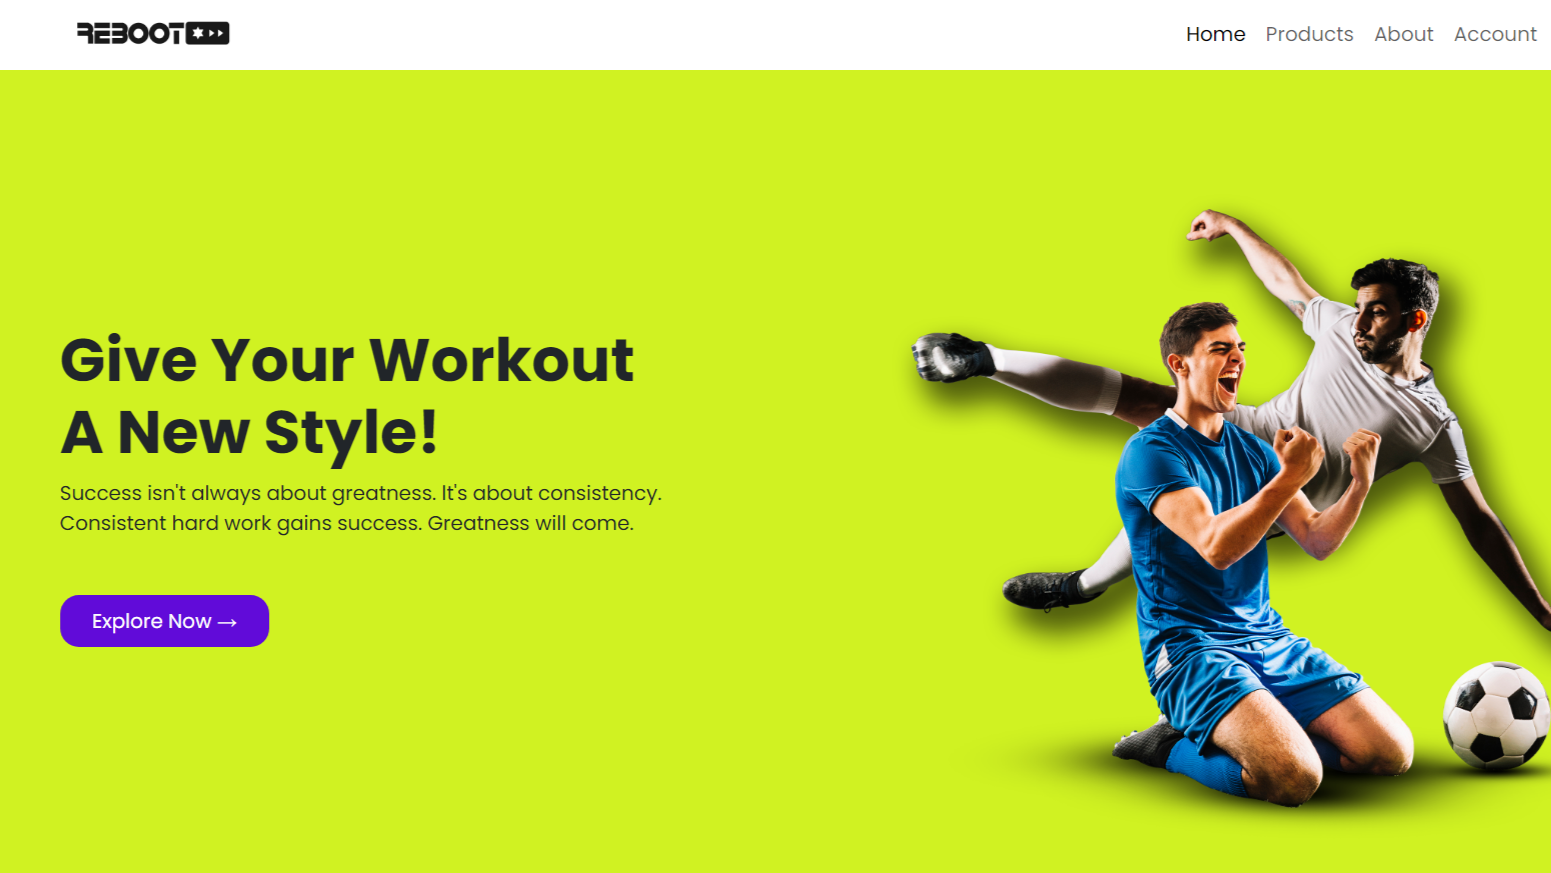 REBOOT
Home Products About Account
Give Your Workout
A New Style!
Success isn't always about greatness. It's about consistency.
Consistent hard work gains success. Greatness will come.
Explore Now →